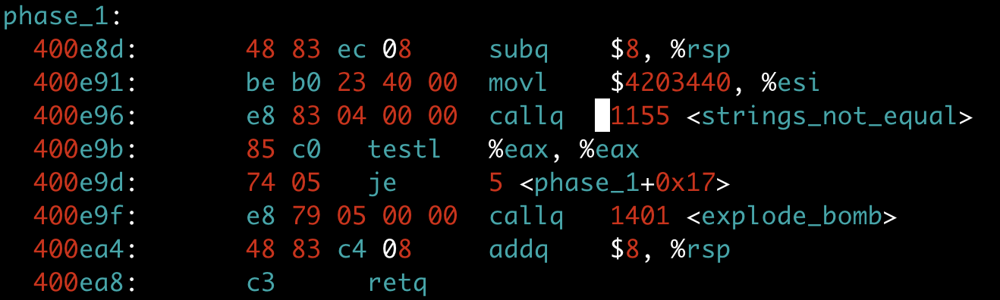 phase_1:
400e8d: 48 83 ec 08 subq $8, %rsp
400e91: be b0 23 40 00 movl $4203440, %esi
400e96: e8 83 04 00 00 callq 1155 <strings_not_equal>
400e9b: 85 c0 testl %eax, %eax
400e9d: 74 05 je 5 <phase_1+0x17>
400e9f: e8 79 05 00 00 callq 1401 <explode_bomb>
400ea4: 48 83 c4 08 addq $8, %rsp
400ea8: c3 retq